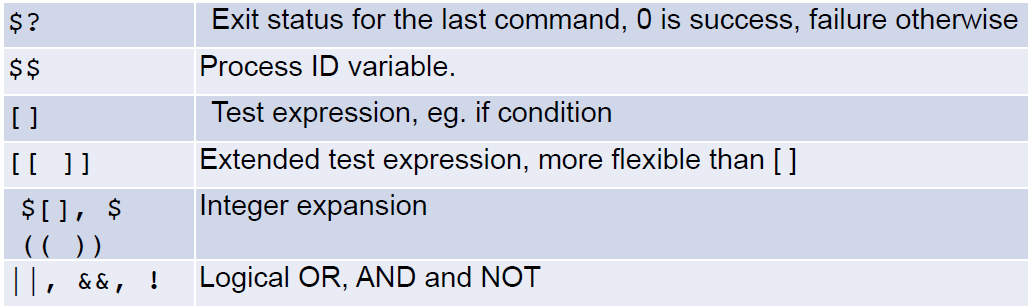 $? Exit status for the last command, 0 is success, failure otherwise
$$ Process ID variable.
[] Test expression, eg. if condition
[[ ]] Extended test expression, more flexible than [ ]
$[], $ Integer expansion
(( ))
||, &&, ! Logical OR, AND and NOT